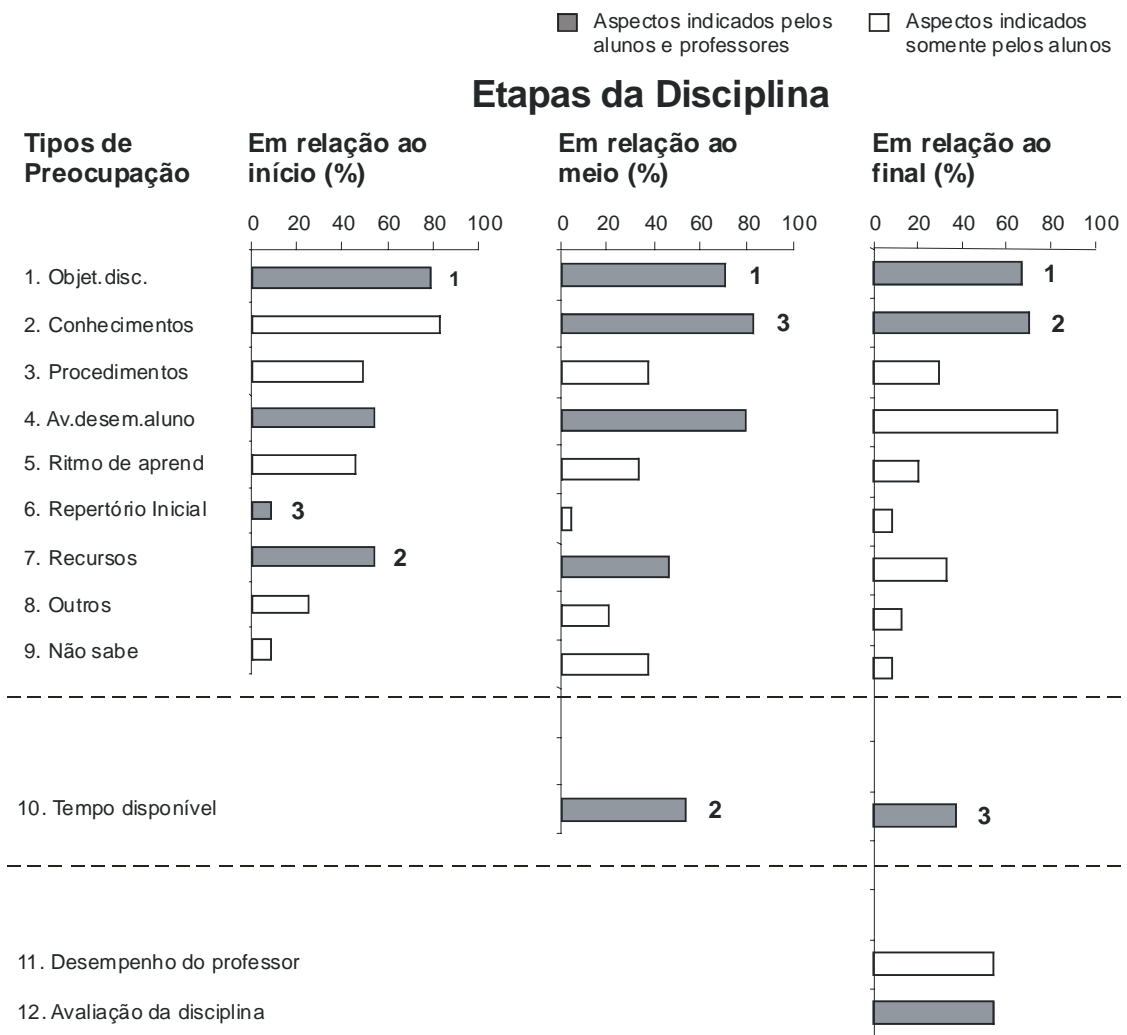 Aspectos indicados pelos
alunos e professores
Aspectos indicados
somente pelos alunos
Etapas da Disciplina
Tipos de
Preocupação
Em relação ao
início (%)
Em relação ao
meio (%)
Em relação ao
final (%)
0 20 40 60 80 100
0 20 40 60 80 100
0 20 40 60 80 100
1. Objet.disc.
1
1
1
2. Conhecimentos
3
2
3. Procedimentos
4. Av.desem.aluno
5. Ritmo de aprend
6. Repertório Inicial
3
7. Recursos
2
8. Outros
9. Não sabe
10. Tempo disponível
2
3
11. Desempenho do professor
12. Avaliação da disciplina